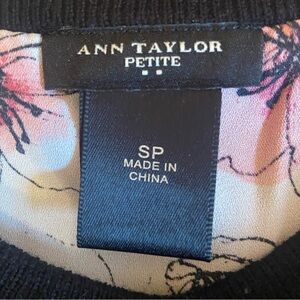 ANN TAYLOR
PETITE
SP
MADE IN
CHINA